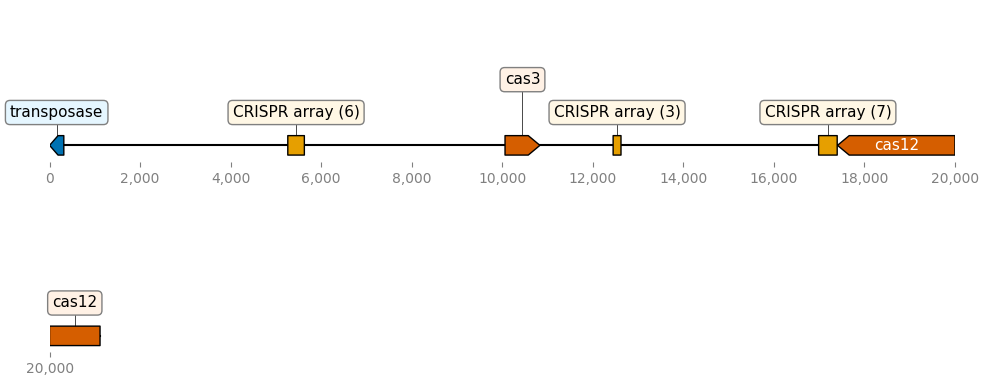 cas3
transposase
CRISPR array (6)
CRISPR array (3)
CRISPR array (7)
cas12
0
2,000
4,000
6,000
8,000
10,000
12,000
14,000
16,000
18,000
20,000
cas12
20,000